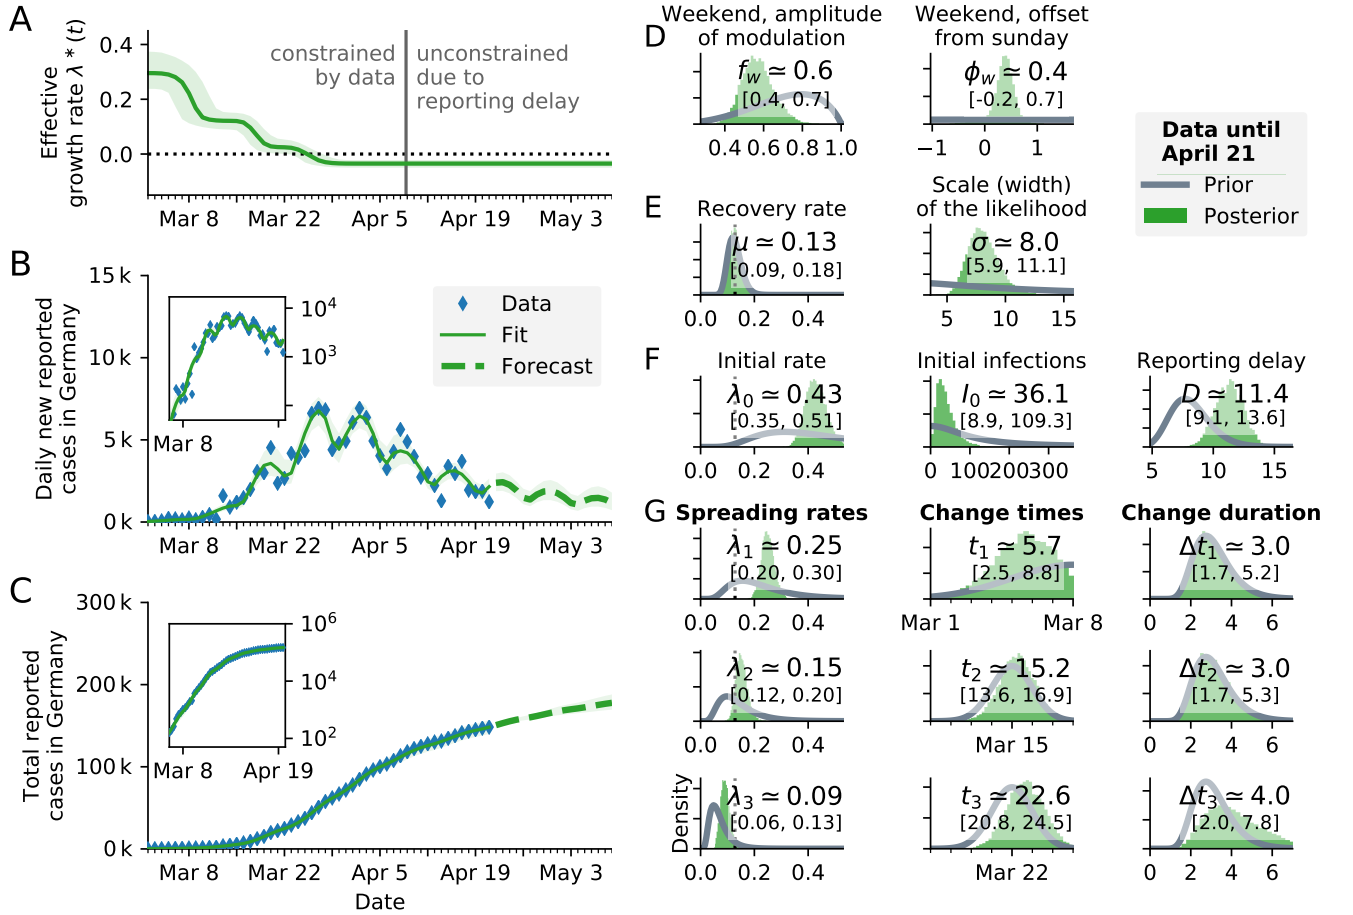 A
Effective
growth rate λ* (t)
0.4
0.2
0.0
constrained
by data
unconstrained
due to
reporting delay
Mar 8 Mar 22 Apr 5 Apr 19 May 3
B
Daily new reported
cases in Germany
15 k
10 k
5 k
0 k
10⁴
10³
Mar 8
Data
Fit
Forecast
Mar 8 Mar 22 Apr 5 Apr 19 May 3
C
Total reported
cases in Germany
300 k
200 k
100 k
0 k
10⁶
10⁴
10²
Mar 8 Apr 19
Mar 8 Mar 22 Apr 5 Apr 19 May 3
Date
D
Weekend, amplitude
of modulation
f_w ≃ 0.6
[0.4, 0.7]
0.4 0.6 0.8 1.0
Weekend, offset
from sunday
ϕ_w ≃ 0.4
[-0.2, 0.7]
−1 0 1
Data until
April 21
Prior
Posterior
E
Recovery rate
μ ≃ 0.13
[0.09, 0.18]
0.0 0.2 0.4
Scale (width)
of the likelihood
σ ≃ 8.0
[5.9, 11.1]
5 10 15
F
Initial rate
λ₀ ≃ 0.43
[0.35, 0.51]
0.0 0.2 0.4
Initial infections
I₀ ≃ 36.1
[8.9, 109.3]
0 100 200 300
Reporting delay
D ≃ 11.4
[9.1, 13.6]
5 10 15
G
Spreading rates Change times Change duration
λ₁ ≃ 0.25
[0.20, 0.30]
0.0 0.2 0.4
t₁ ≃ 5.7
[2.5, 8.8]
Mar 1 Mar 8
Δt₁ ≃ 3.0
[1.7, 5.2]
0 2 4 6
λ₂ ≃ 0.15
[0.12, 0.20]
0.0 0.2 0.4
t₂ ≃ 15.2
[13.6, 16.9]
Mar 15
Δt₂ ≃ 3.0
[1.7, 5.3]
0 2 4 6
Density
λ₃ ≃ 0.09
[0.06, 0.13]
0.0 0.2 0.4
t₃ ≃ 22.6
[20.8, 24.5]
Mar 22
Δt₃ ≃ 4.0
[2.0, 7.8]
0 2 4 6